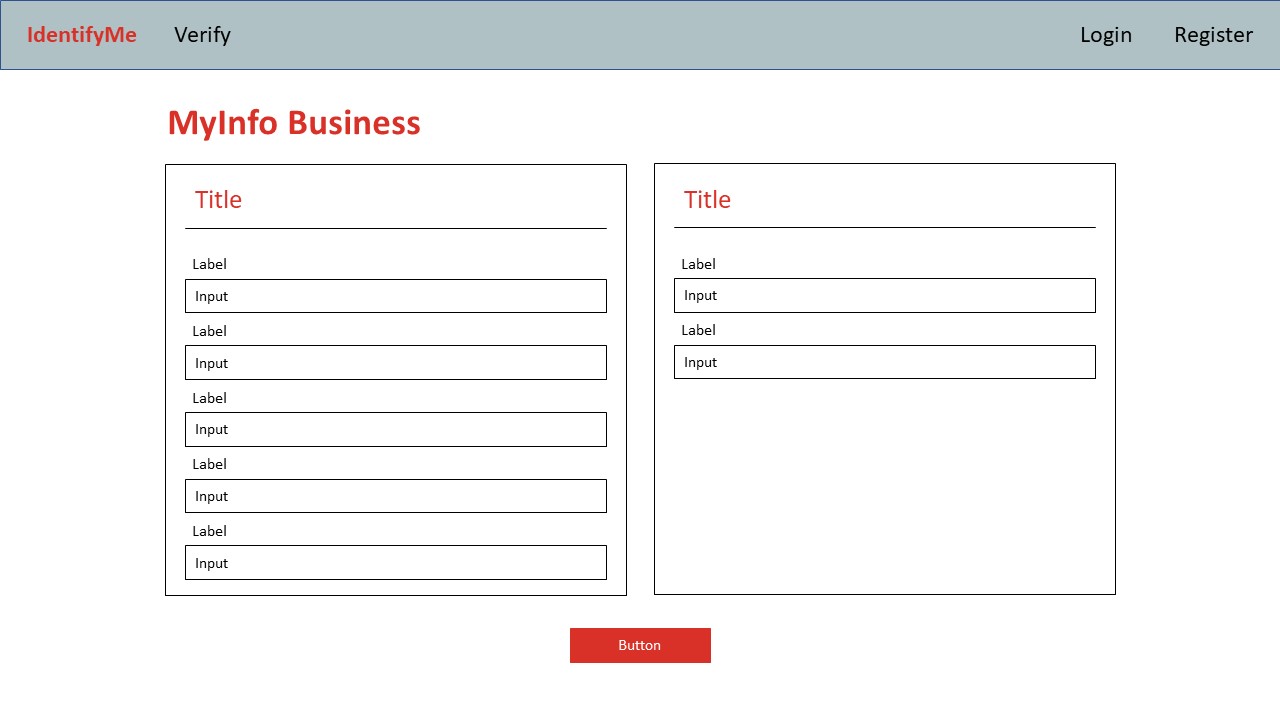 IdentifyMe Verify Login Register
MyInfo Business
Title
Label
Input
Label
Input
Label
Input
Label
Input
Label
Input
Title
Label
Input
Label
Input
Button